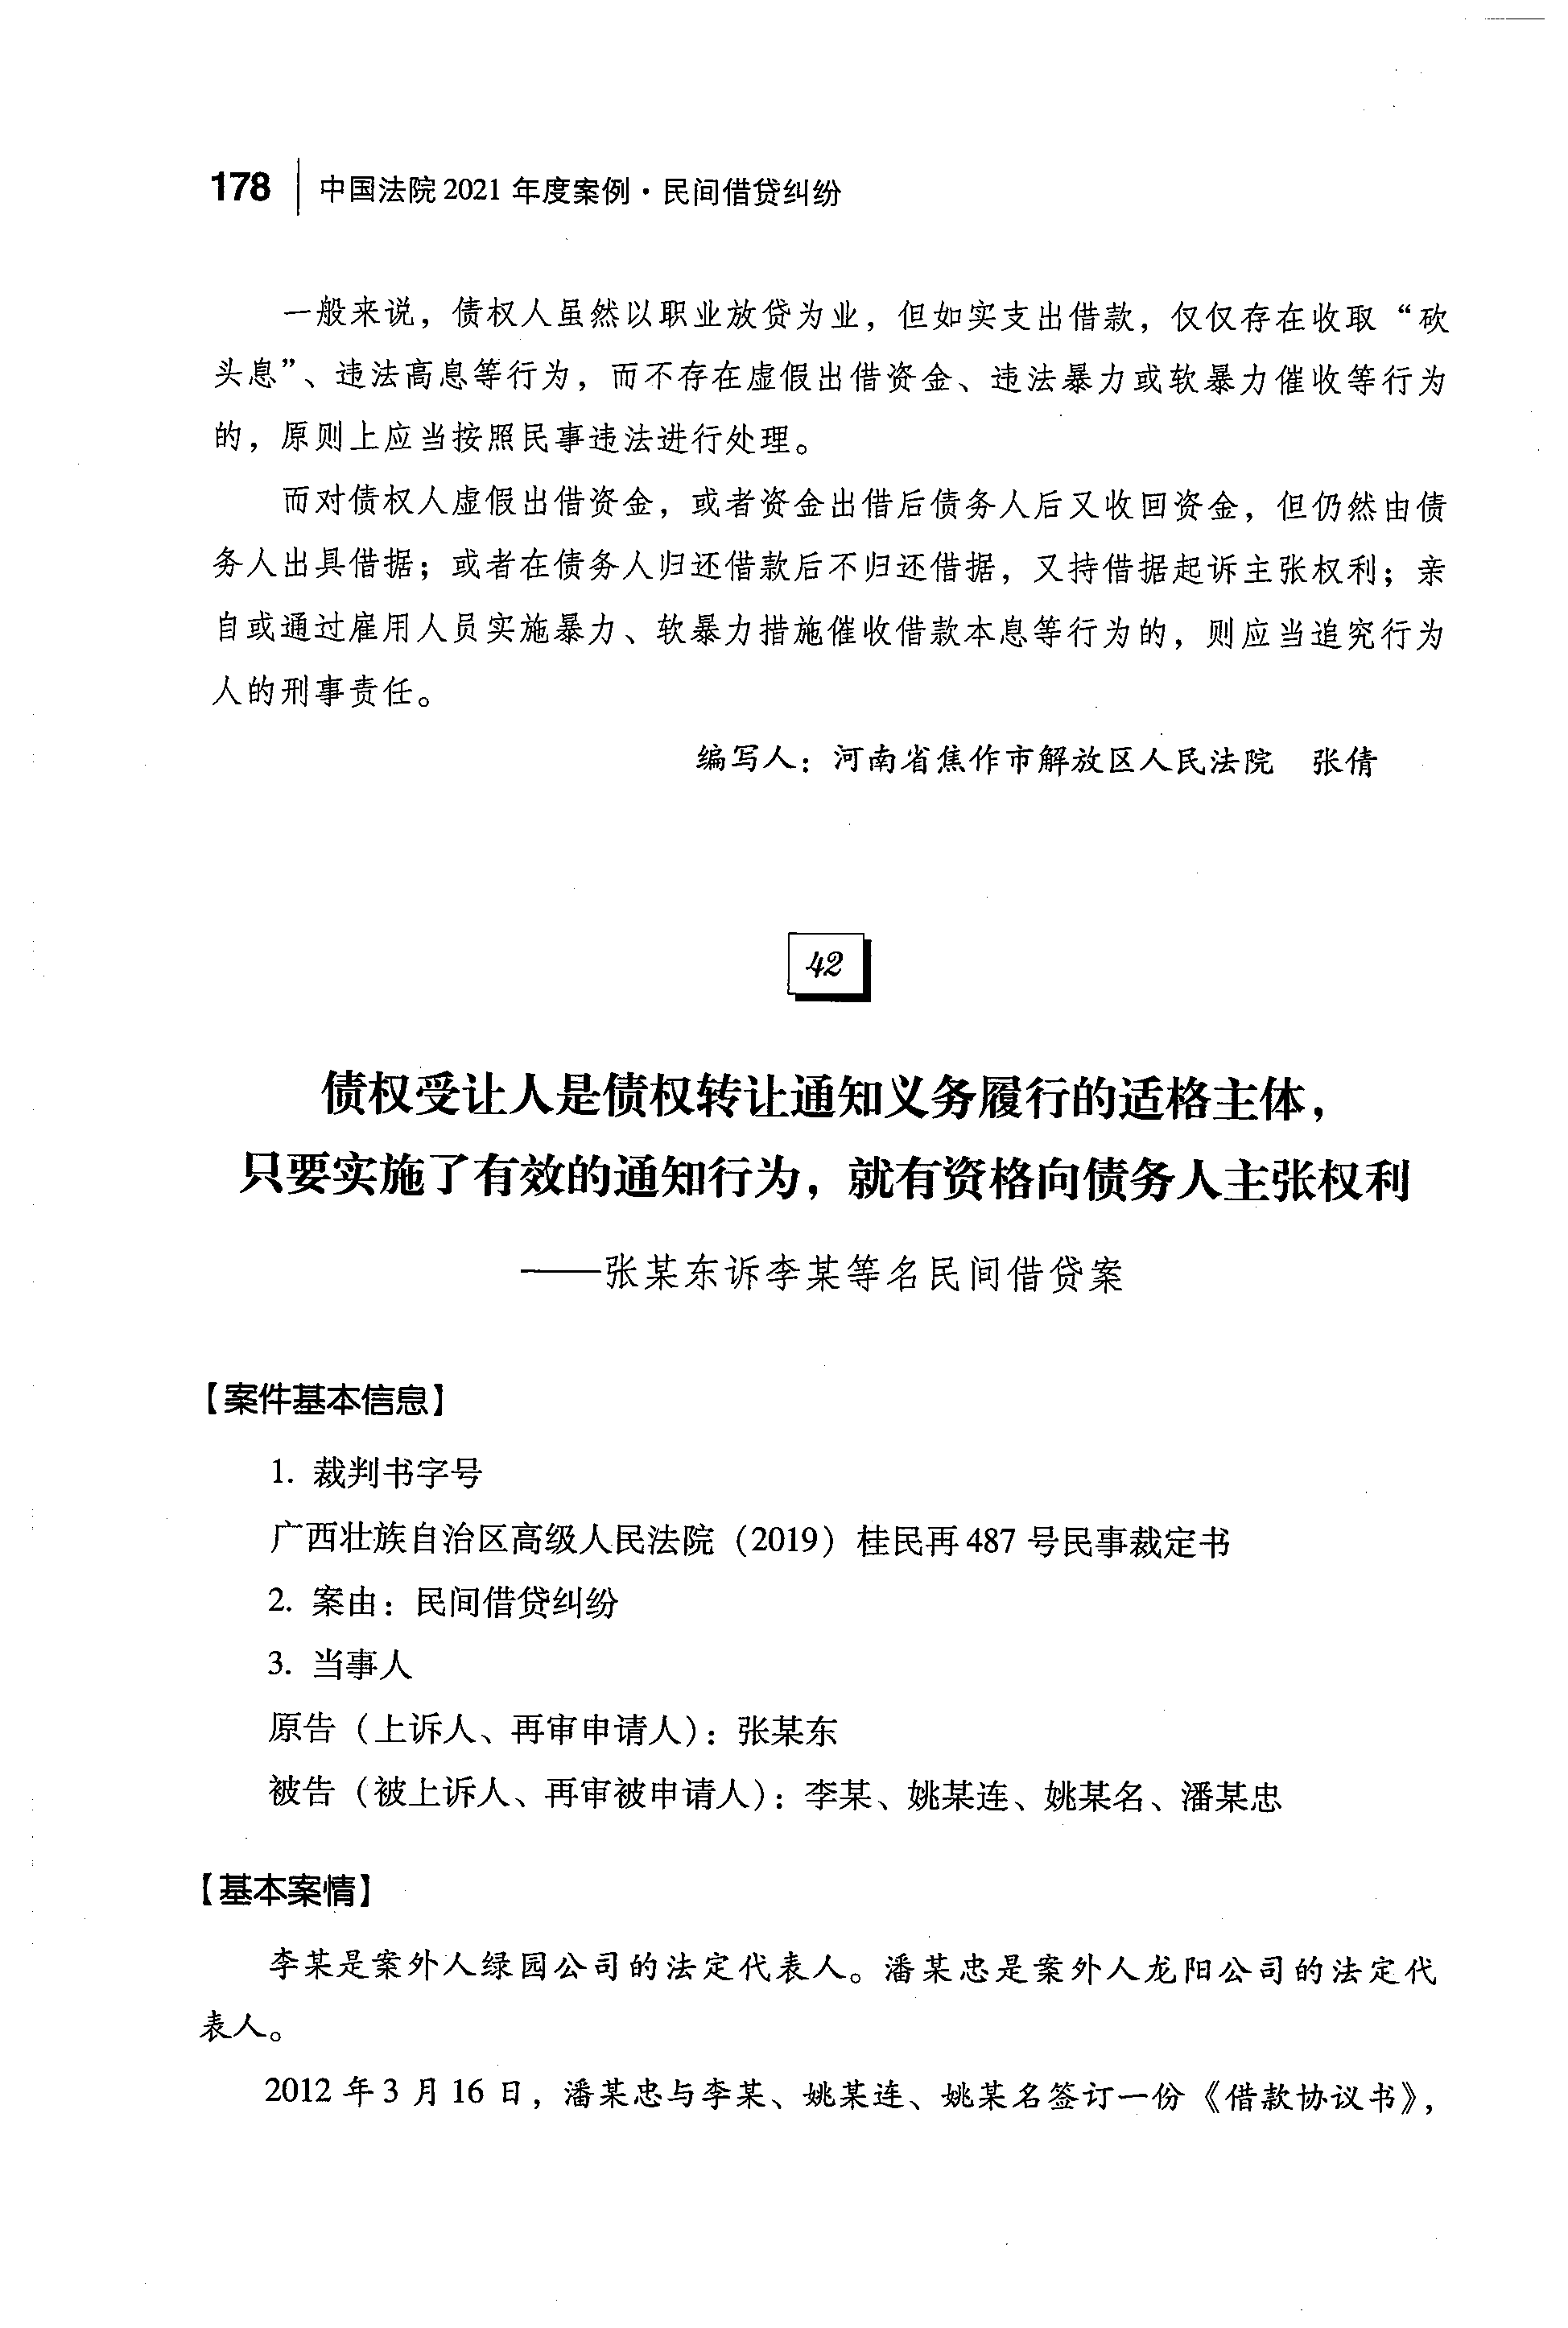 178 中国法院2021年度案例·民间借贷纠纷
一般来说，债权人虽然以职业放贷为业，但如实支出借款，仅仅存在收取“砍
头息”、违法高息等行为，而不存在虚假出借资金、违法暴力或软暴力催收等行为
的，原则上应当按照民事违法进行处理。
而对债权人虚假出借资金，或者资金出借后债务人后又收回资金，但仍然由债
务人出具借据；或者在债务人归还借款后不归还借据，又持借据起诉主张权利；亲
自或通过雇用人员实施暴力、软暴力措施催收借款本息等行为的，则应当追究行为
人的刑事责任。
编写人：河南省焦作市解放区人民法院 张倩
42
债权受让人是债权转让通知义务履行的适格主体，
只要实施了有效的通知行为，就有资格向债务人主张权利
——张某东诉李某等名民间借贷案
【案件基本信息】
1. 裁判书字号
广西壮族自治区高级人民法院（2019）桂民再487号民事裁定书
2. 案由：民间借贷纠纷
3. 当事人
原告（上诉人、再审申请人）：张某东
被告（被上诉人、再审被申请人）：李某、姚某连、姚某名、潘某忠
【基本案情】
李某是案外人绿园公司的法定代表人。潘某忠是案外人龙阳公司的法定代
表人。
2012年3月16日，潘某忠与李某、姚某连、姚某名签订一份《借款协议书》，